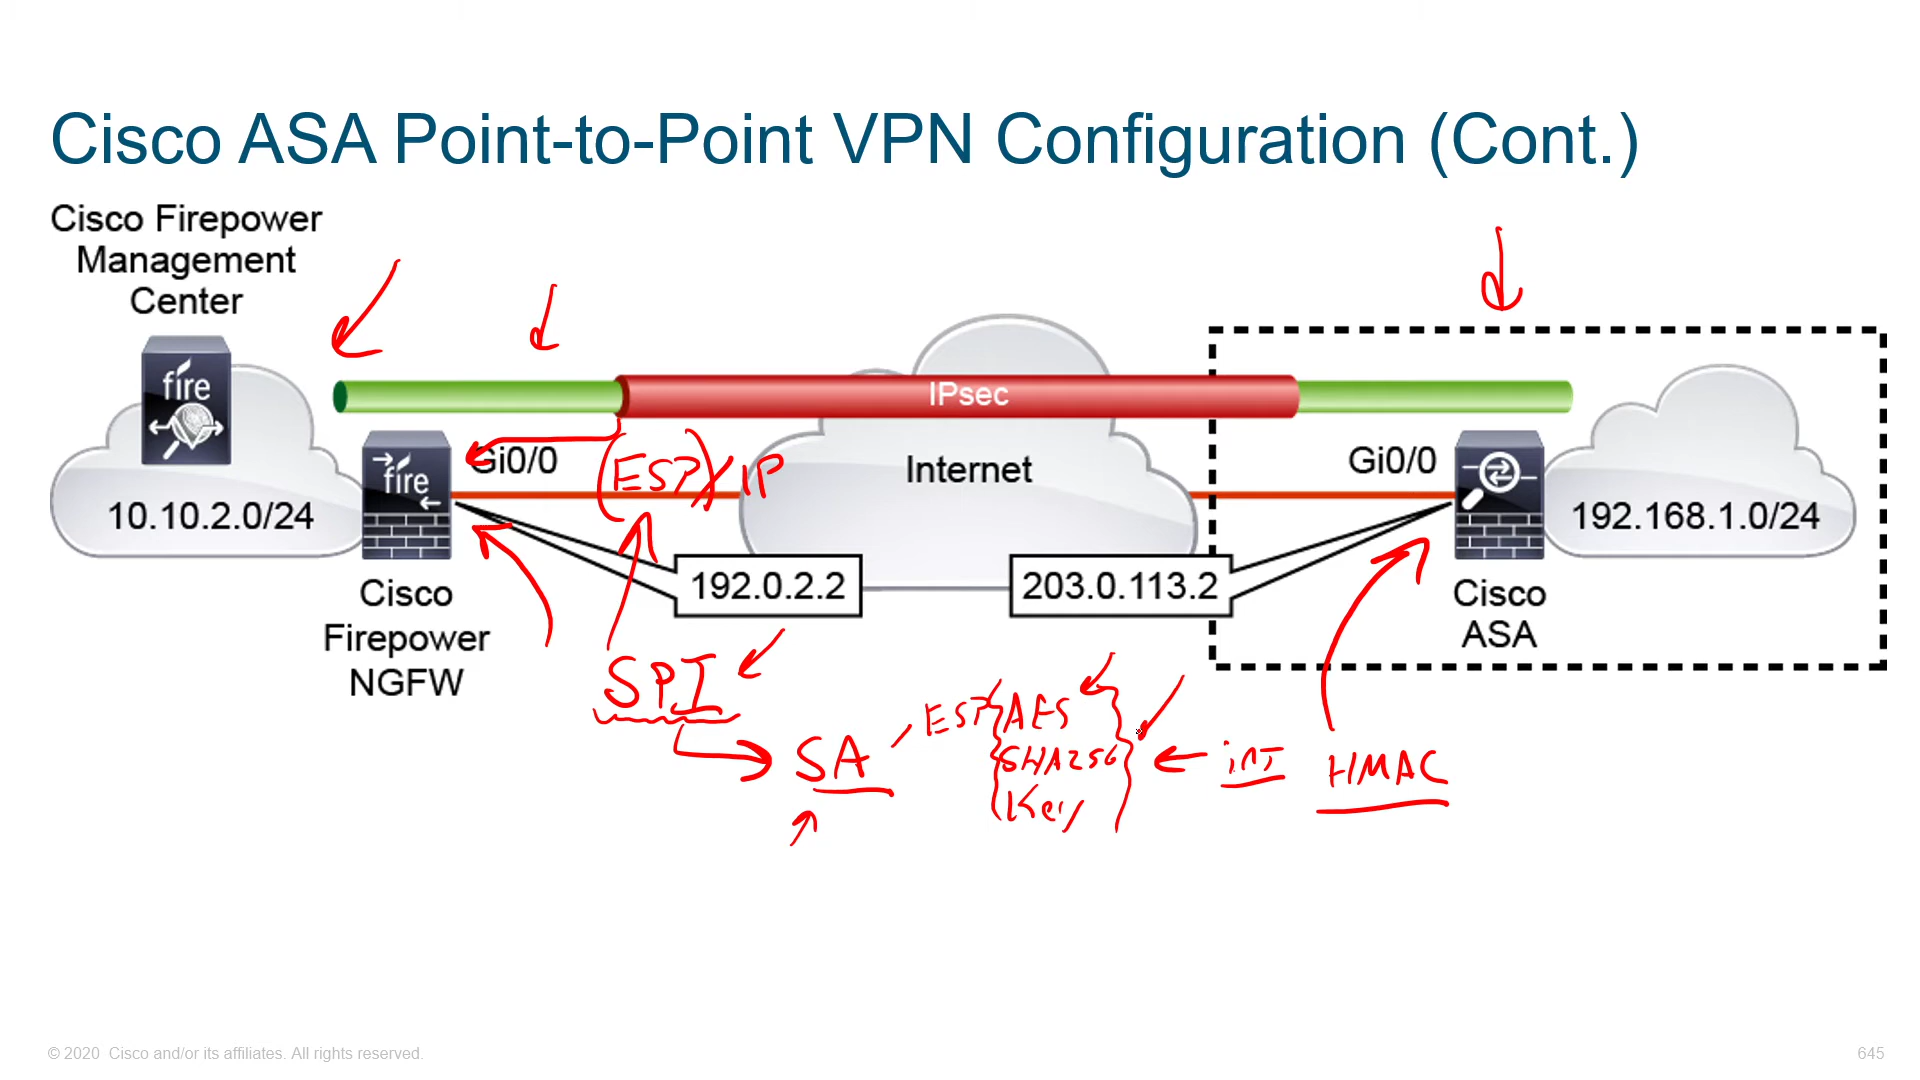 Cisco ASA Point-to-Point VPN Configuration (Cont.)
Cisco Firepower
Management
Center
fire
IPsec
Gi0/0
(ESP) IP
Internet
Gi0/0
fire
10.10.2.0/24
192.168.1.0/24
192.0.2.2
203.0.113.2
Cisco
Firepower
NGFW
Cisco
ASA
SPI
SA
ESP
AES
SHA256
Key
int
HMAC
© 2020 Cisco and/or its affiliates. All rights reserved.
645